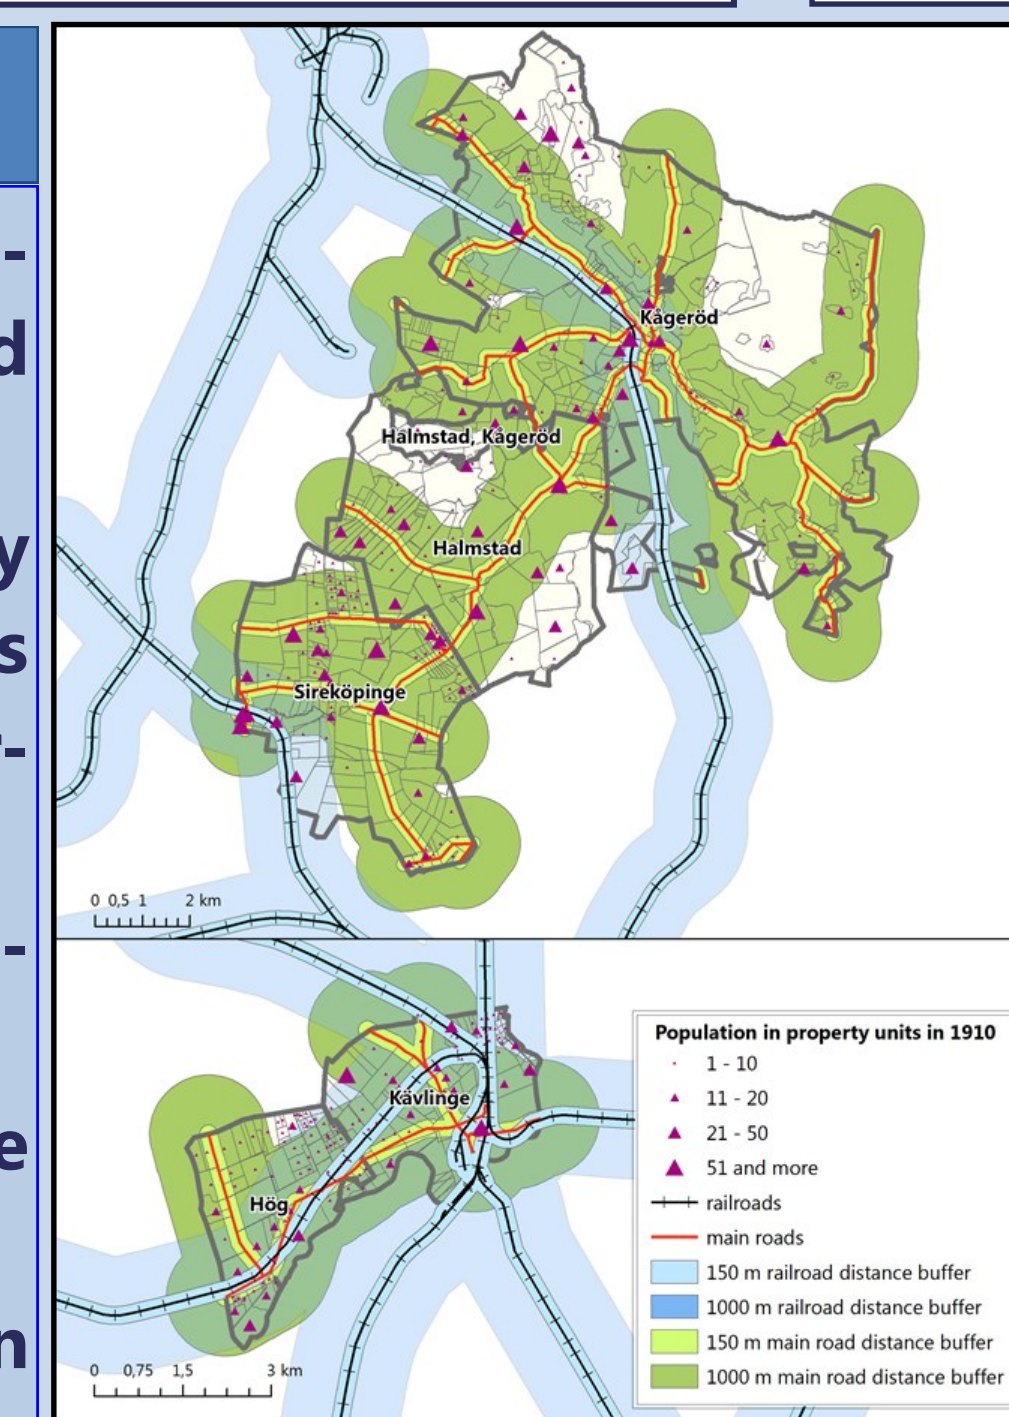 -
d
y
s
-
-
e
n
Kågeröd
Halmstad, Kågeröd
Halmstad
Sireköpinge
0 0,5 1 2 km
Kävlinge
Hög
0 0,75 1,5 3 km
Population in property units in 1910
1 - 10
11 - 20
21 - 50
51 and more
railroads
main roads
150 m railroad distance buffer
1000 m railroad distance buffer
150 m main road distance buffer
1000 m main road distance buffer